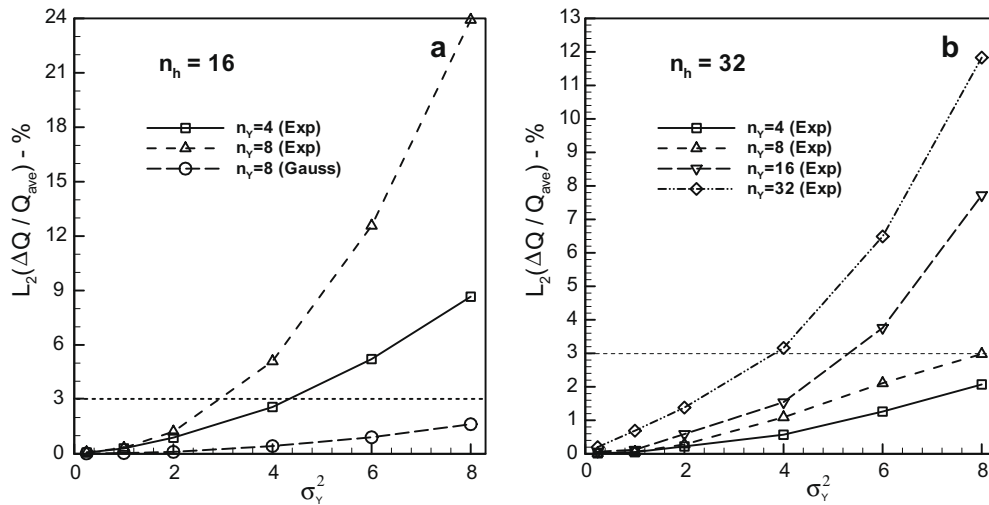 a
n_h = 16
n_Y=4 (Exp)
n_Y=8 (Exp)
n_Y=8 (Gauss)
L_2(ΔQ / Q_ave) - %
24
21
18
15
12
9
6
3
0
0 2 4 6 8
σ_Y^2
b
n_h = 32
n_Y=4 (Exp)
n_Y=8 (Exp)
n_Y=16 (Exp)
n_Y=32 (Exp)
L_2(ΔQ / Q_ave) - %
13
12
11
10
9
8
7
6
5
4
3
2
1
0
0 2 4 6 8
σ_Y^2